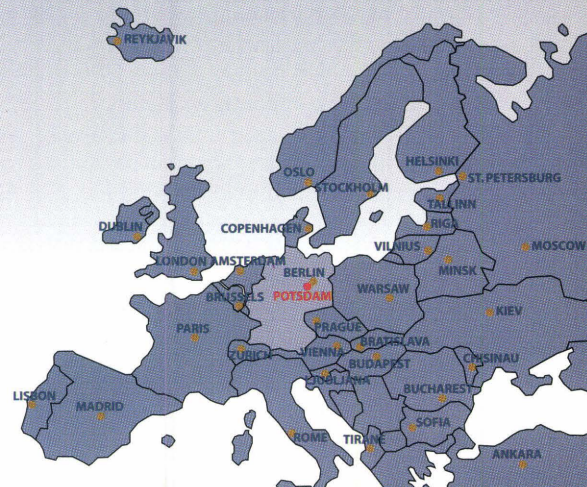 REYKJAVIK
OSLO
HELSINKI
ST. PETERSBURG
STOCKHOLM
TALLINN
DUBLIN
COPENHAGEN
RIGA
VILNIUS
MOSCOW
LONDON
AMSTERDAM
MINSK
BERLIN
WARSAW
BRUSSELS
POTSDAM
KIEV
PARIS
PRAGUE
BRATISLAVA
ZURICH
VIENNA
CHISINAU
BUDAPEST
LJUBLJANA
LISBON
MADRID
BUCHAREST
SOFIA
ROME
TIRANE
ANKARA